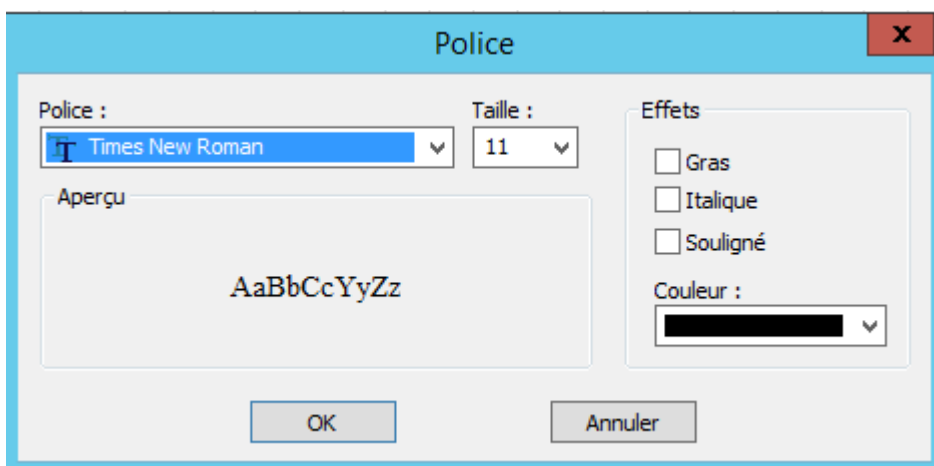 Police
Police :
Times New Roman
Taille :
11
Effets
Gras
Italique
Souligné
Couleur :
Aperçu
AaBbCcYyZz
OK
Annuler